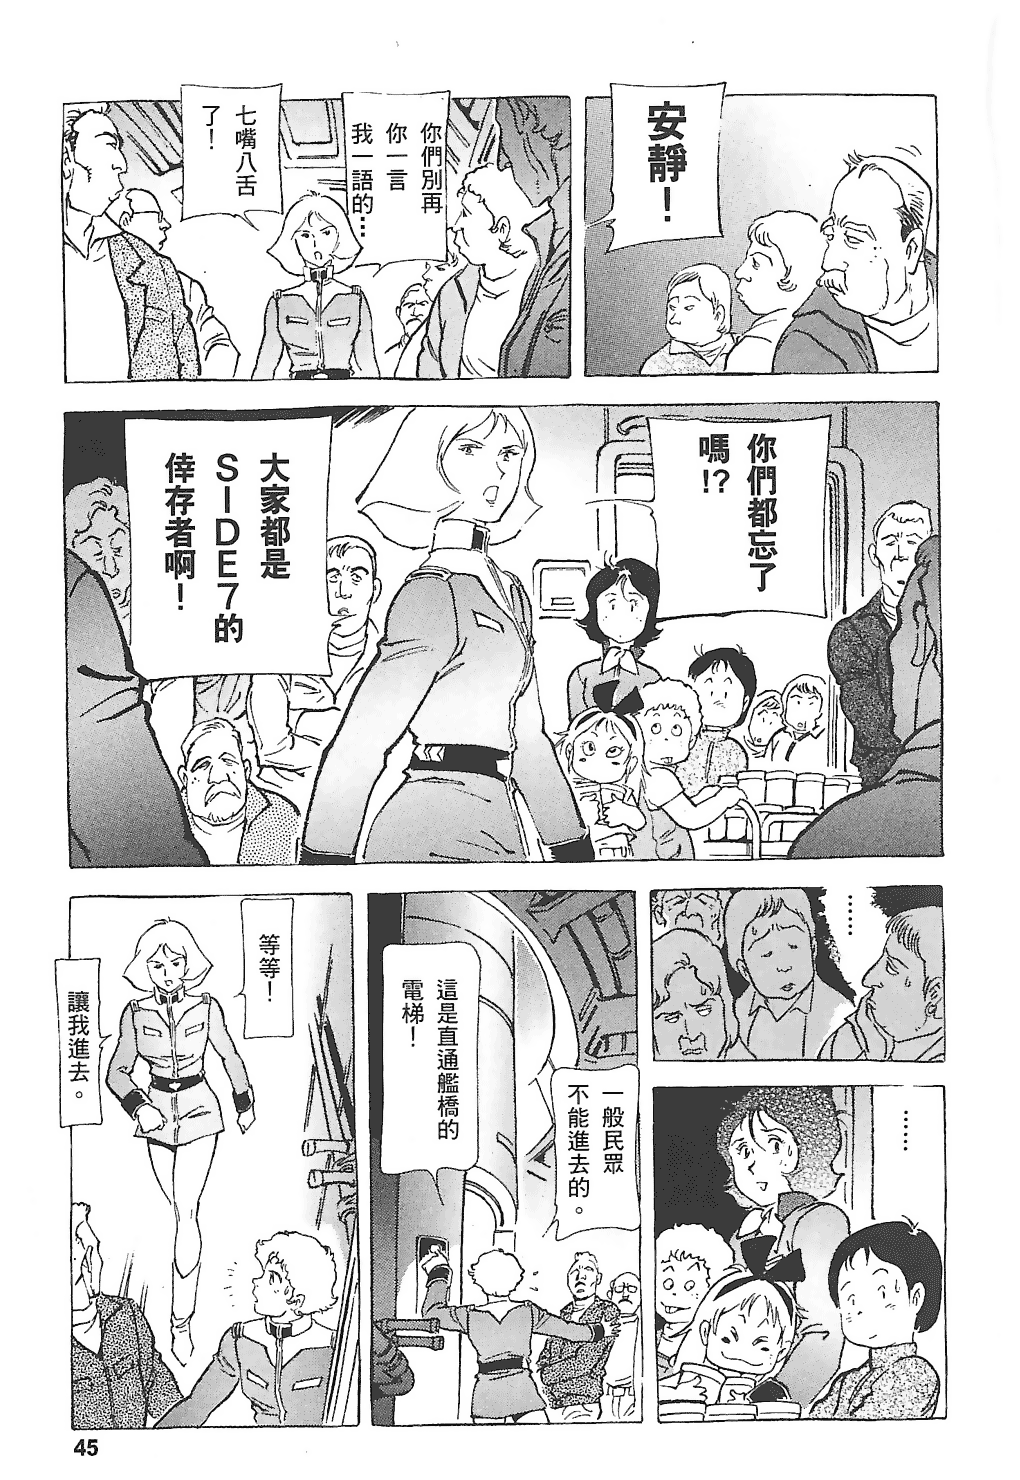 安靜！
你們別再
你一言
我一語的…
七嘴八舌
了！
你們都忘了
嗎!?
大家都是
SIDE7的
倖存者啊！
……
……
一般民眾
不能進去的。
這是直通艦橋的
電梯！
等等！
讓我進去。
45